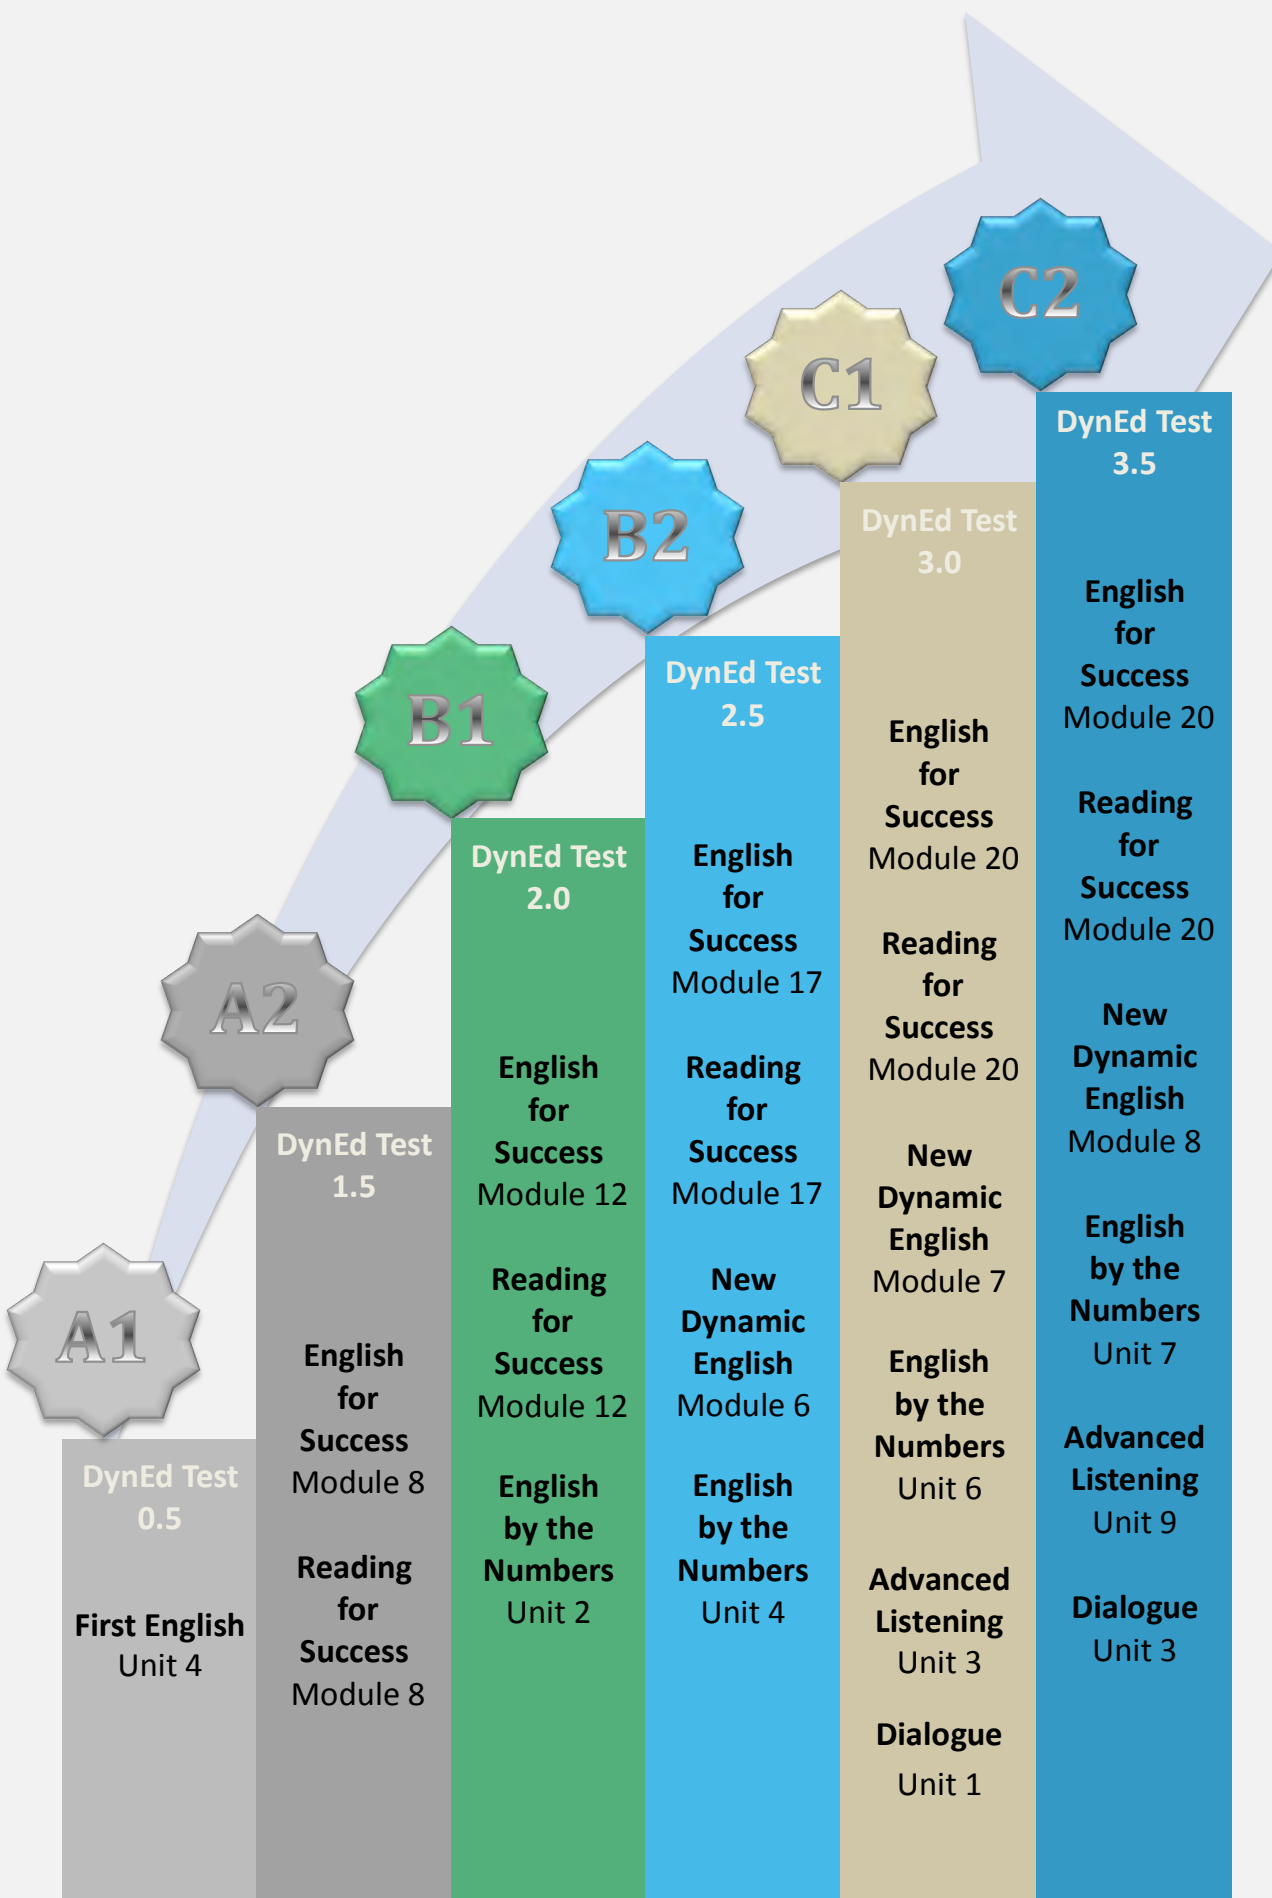 A1
DynEd Test
0.5
First English
Unit 4
A2
DynEd Test
1.5
English
for
Success
Module 8
Reading
for
Success
Module 8
B1
DynEd Test
2.0
English
for
Success
Module 12
Reading
for
Success
Module 12
English
by the
Numbers
Unit 2
B2
DynEd Test
2.5
English
for
Success
Module 17
Reading
for
Success
Module 17
New
Dynamic
English
Module 6
English
by the
Numbers
Unit 4
C1
DynEd Test
3.0
English
for
Success
Module 20
Reading
for
Success
Module 20
New
Dynamic
English
Module 7
English
by the
Numbers
Unit 6
Advanced
Listening
Unit 3
Dialogue
Unit 1
C2
DynEd Test
3.5
English
for
Success
Module 20
Reading
for
Success
Module 20
New
Dynamic
English
Module 8
English
by the
Numbers
Unit 7
Advanced
Listening
Unit 9
Dialogue
Unit 3